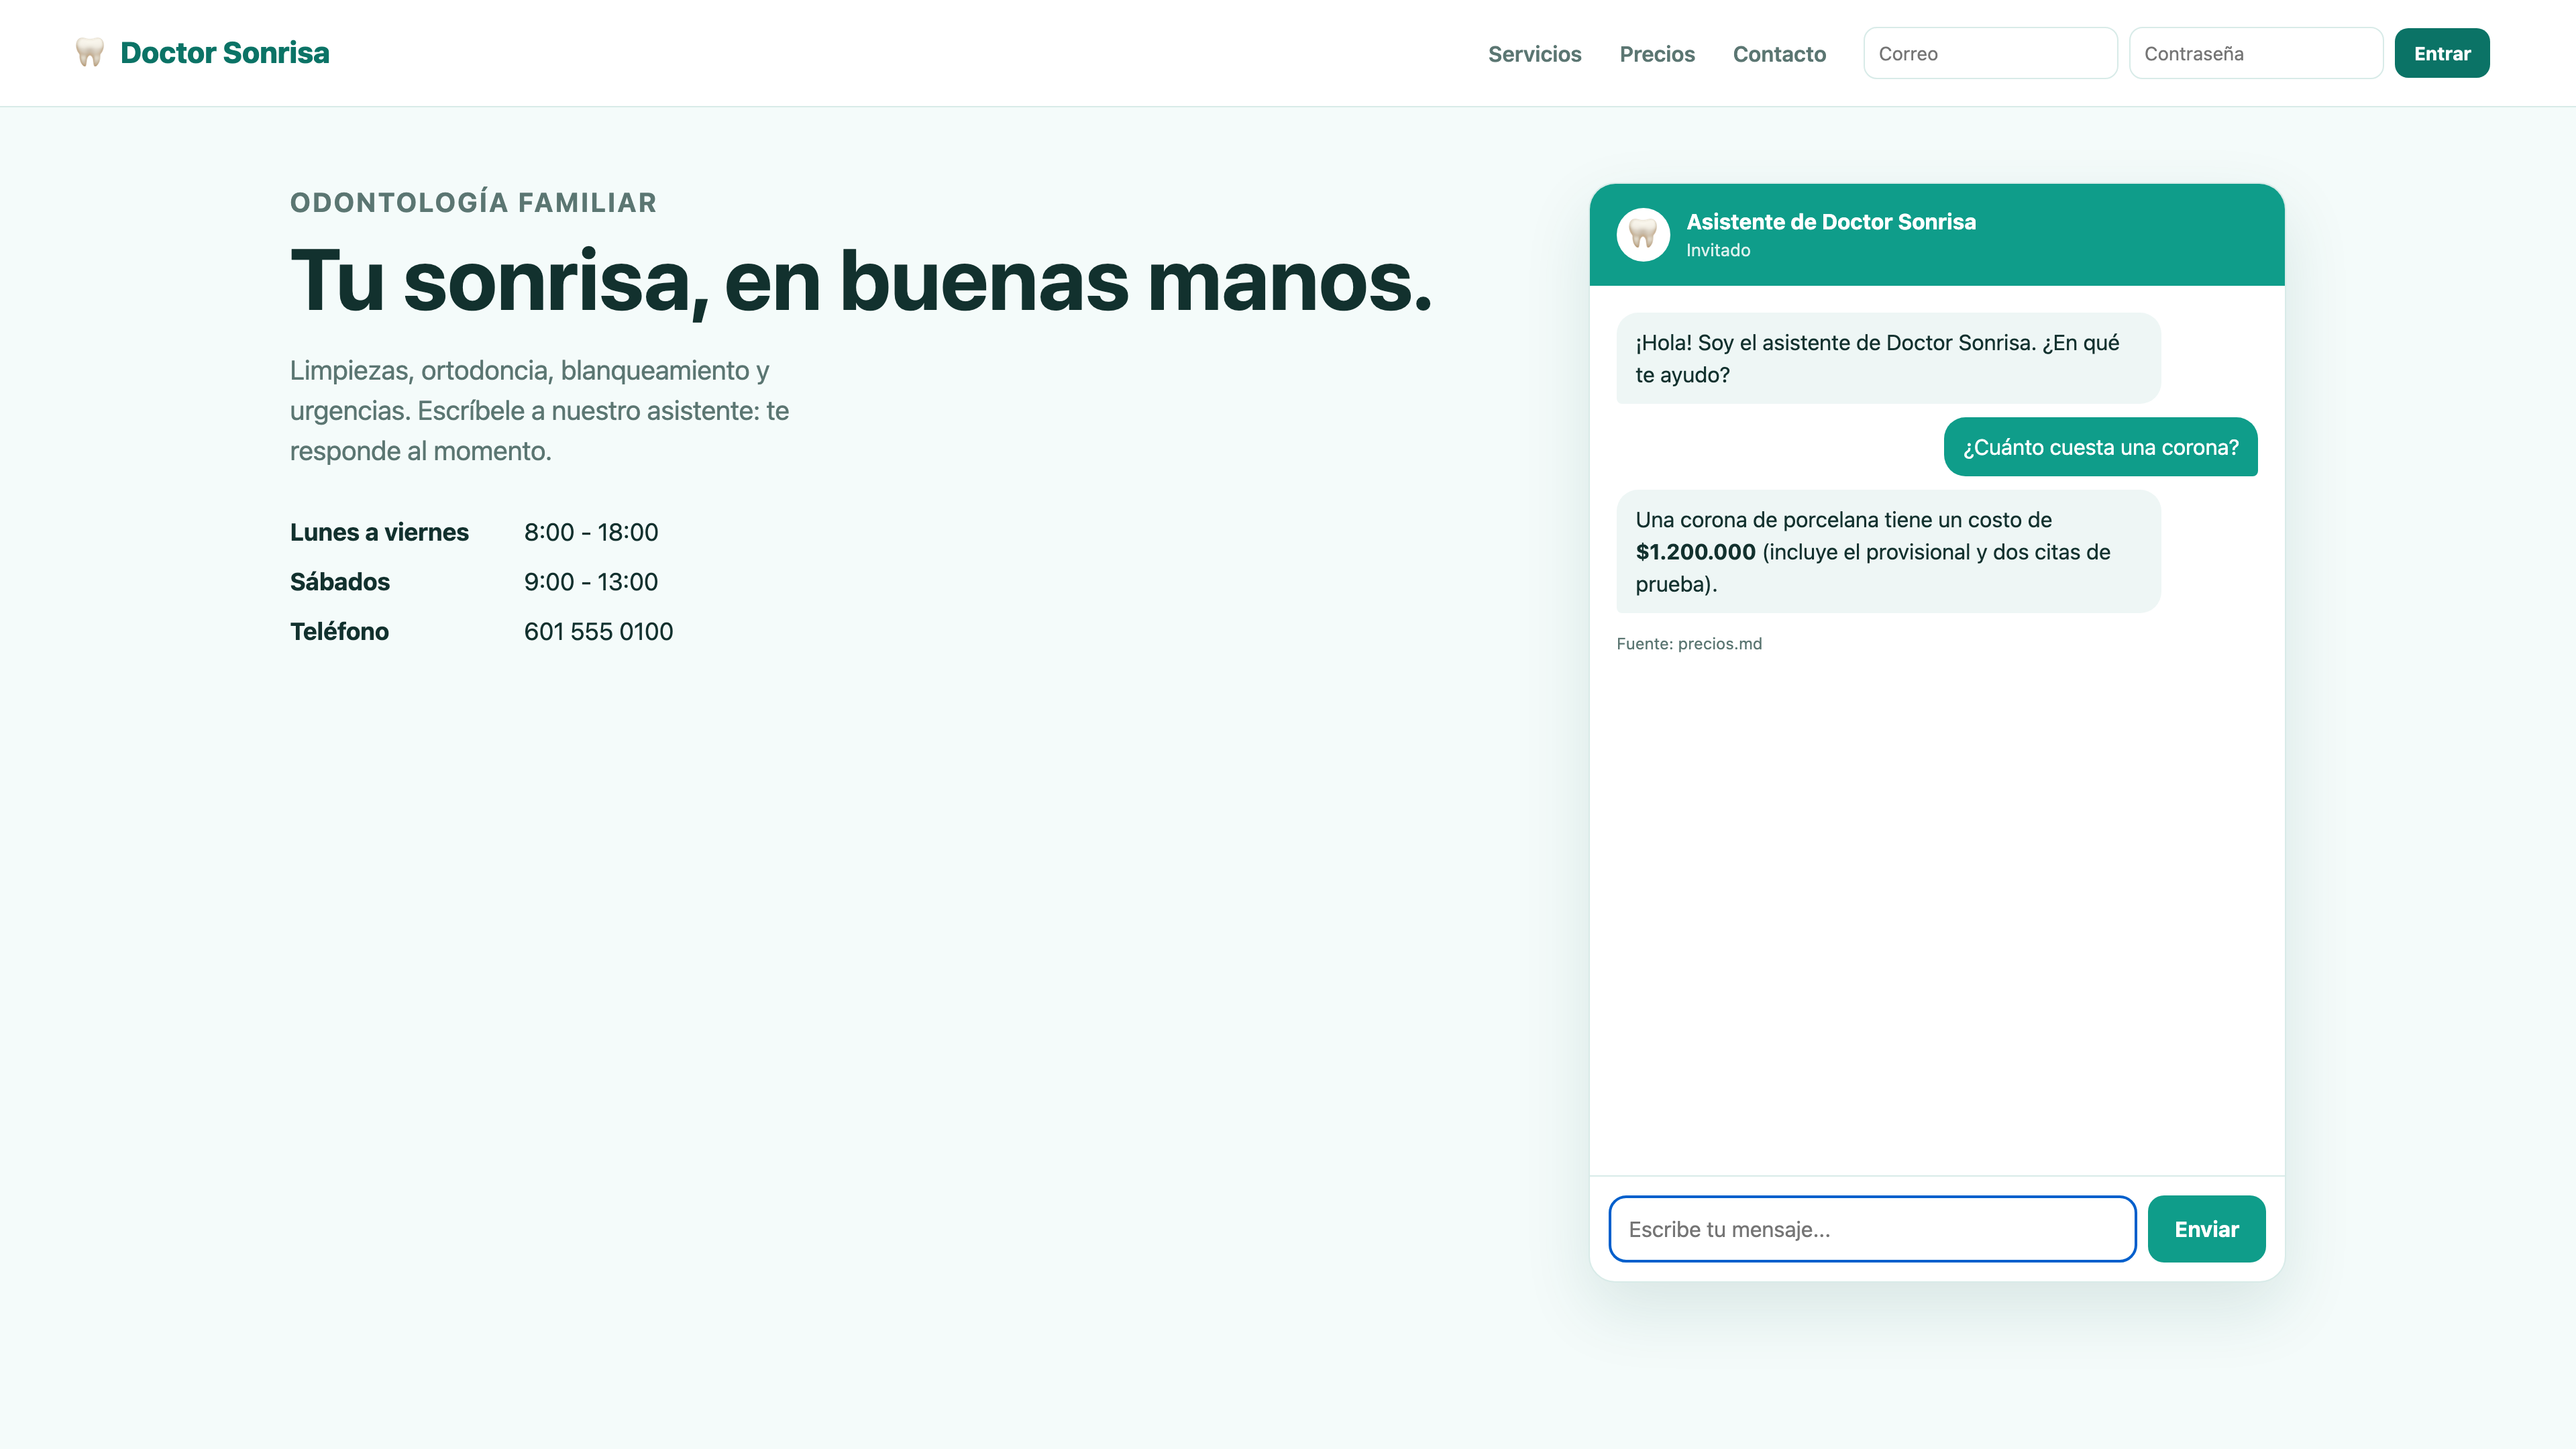 Doctor Sonrisa
Servicios
Precios
Contacto
Correo
Contraseña
Entrar
ODONTOLOGÍA FAMILIAR
Tu sonrisa, en buenas manos.
Limpiezas, ortodoncia, blanqueamiento y
urgencias. Escríbele a nuestro asistente: te
responde al momento.
Lunes a viernes 8:00 - 18:00
Sábados 9:00 - 13:00
Teléfono 601 555 0100
Asistente de Doctor Sonrisa
Invitado
¡Hola! Soy el asistente de Doctor Sonrisa. ¿En qué
te ayudo?
¿Cuánto cuesta una corona?
Una corona de porcelana tiene un costo de
$1.200.000 (incluye el provisional y dos citas de
prueba).
Fuente: precios.md
Escribe tu mensaje...
Enviar